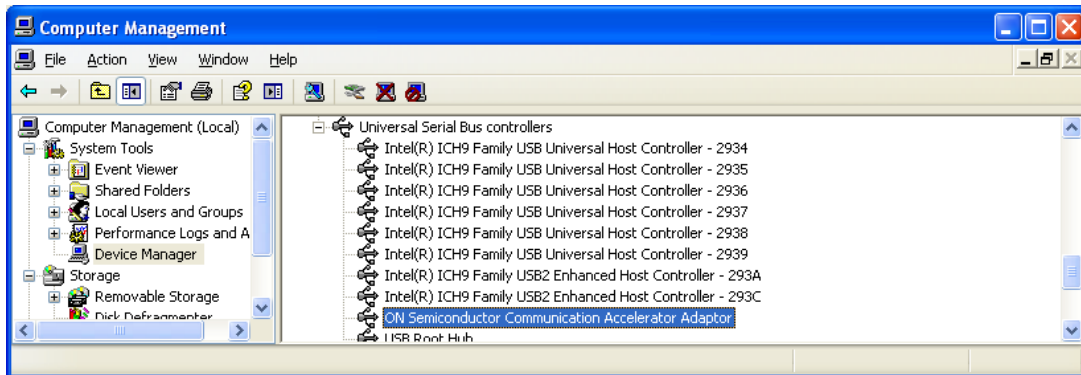 Computer Management
File Action View Window Help
Computer Management (Local)
System Tools
Event Viewer
Shared Folders
Local Users and Groups
Performance Logs and A
Device Manager
Storage
Removable Storage
Disk Defragmenter
Universal Serial Bus controllers
Intel(R) ICH9 Family USB Universal Host Controller - 2934
Intel(R) ICH9 Family USB Universal Host Controller - 2935
Intel(R) ICH9 Family USB Universal Host Controller - 2936
Intel(R) ICH9 Family USB Universal Host Controller - 2937
Intel(R) ICH9 Family USB Universal Host Controller - 2938
Intel(R) ICH9 Family USB Universal Host Controller - 2939
Intel(R) ICH9 Family USB2 Enhanced Host Controller - 293A
Intel(R) ICH9 Family USB2 Enhanced Host Controller - 293C
ON Semiconductor Communication Accelerator Adaptor
USB Root Hub